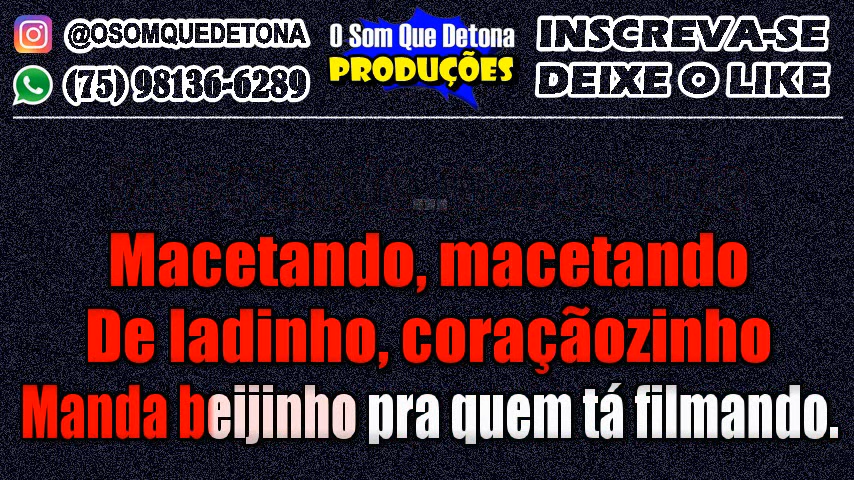 @OSOMQUEDETONA
(75) 98136-6289
O Som Que Detona
PRODUÇÕES
INSCREVA-SE
DEIXE O LIKE
Macetando, macetando
De ladinho, coraçãozinho
Manda beijinho pra quem tá filmando.